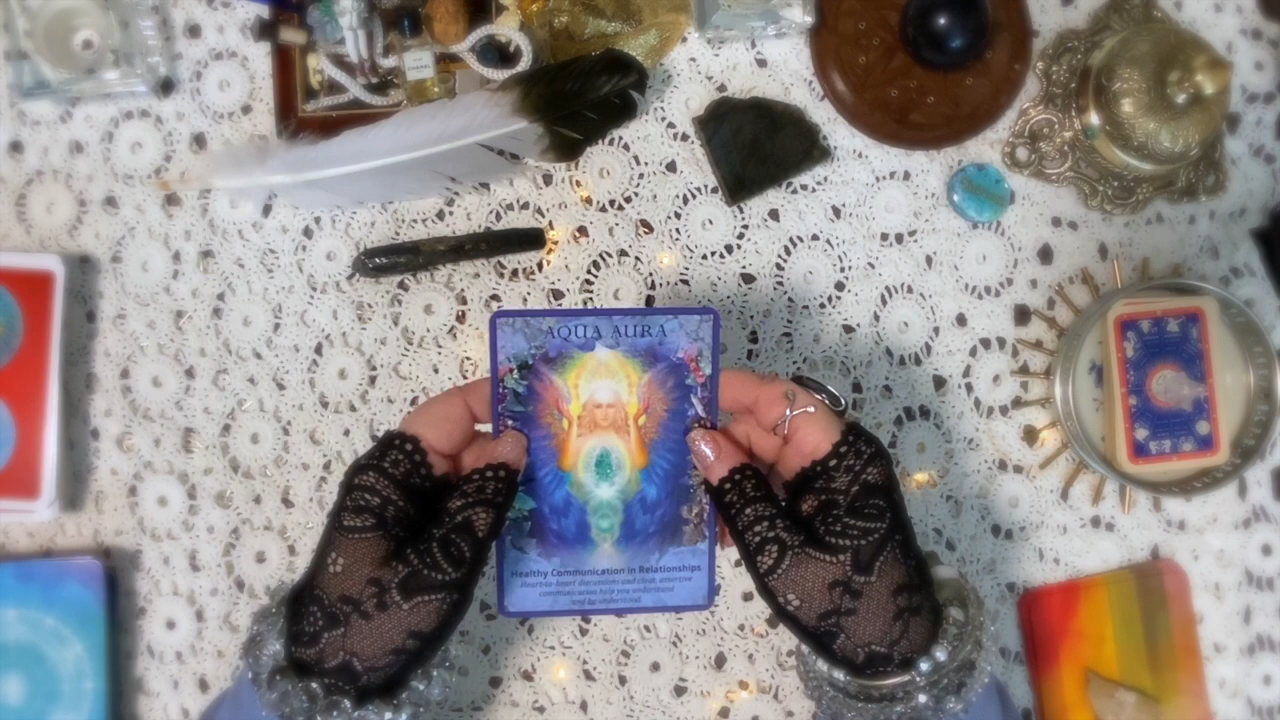 CHANEL
AQUA AURA
Healthy Communication in Relationships
Heart-to-heart discussions and clear, assertive
communication help you understand
and be understood.